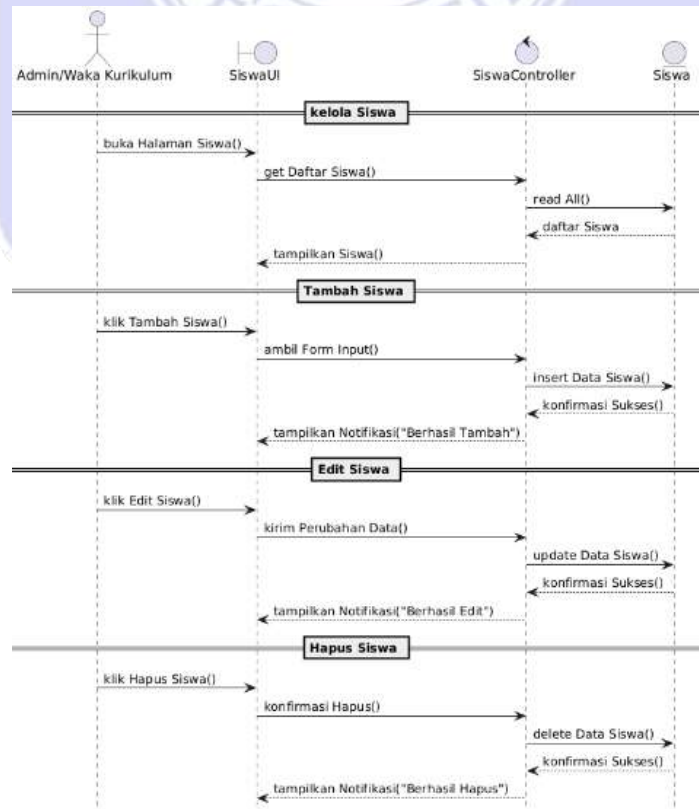 Admin/Waka Kurikulum SiswaUI SiswaController Siswa
kelola Siswa
buka Halaman Siswa()
get Daftar Siswa()
read All()
daftar Siswa
tampilkan Siswa()
Tambah Siswa
klik Tambah Siswa()
ambil Form Input()
insert Data Siswa()
konfirmasi Sukses()
tampilkan Notifikasi("Berhasil Tambah")
Edit Siswa
klik Edit Siswa()
kirim Perubahan Data()
update Data Siswa()
konfirmasi Sukses()
tampilkan Notifikasi("Berhasil Edit")
Hapus Siswa
klik Hapus Siswa()
konfirmasi Hapus()
delete Data Siswa()
konfirmasi Sukses()
tampilkan Notifikasi("Berhasil Hapus")